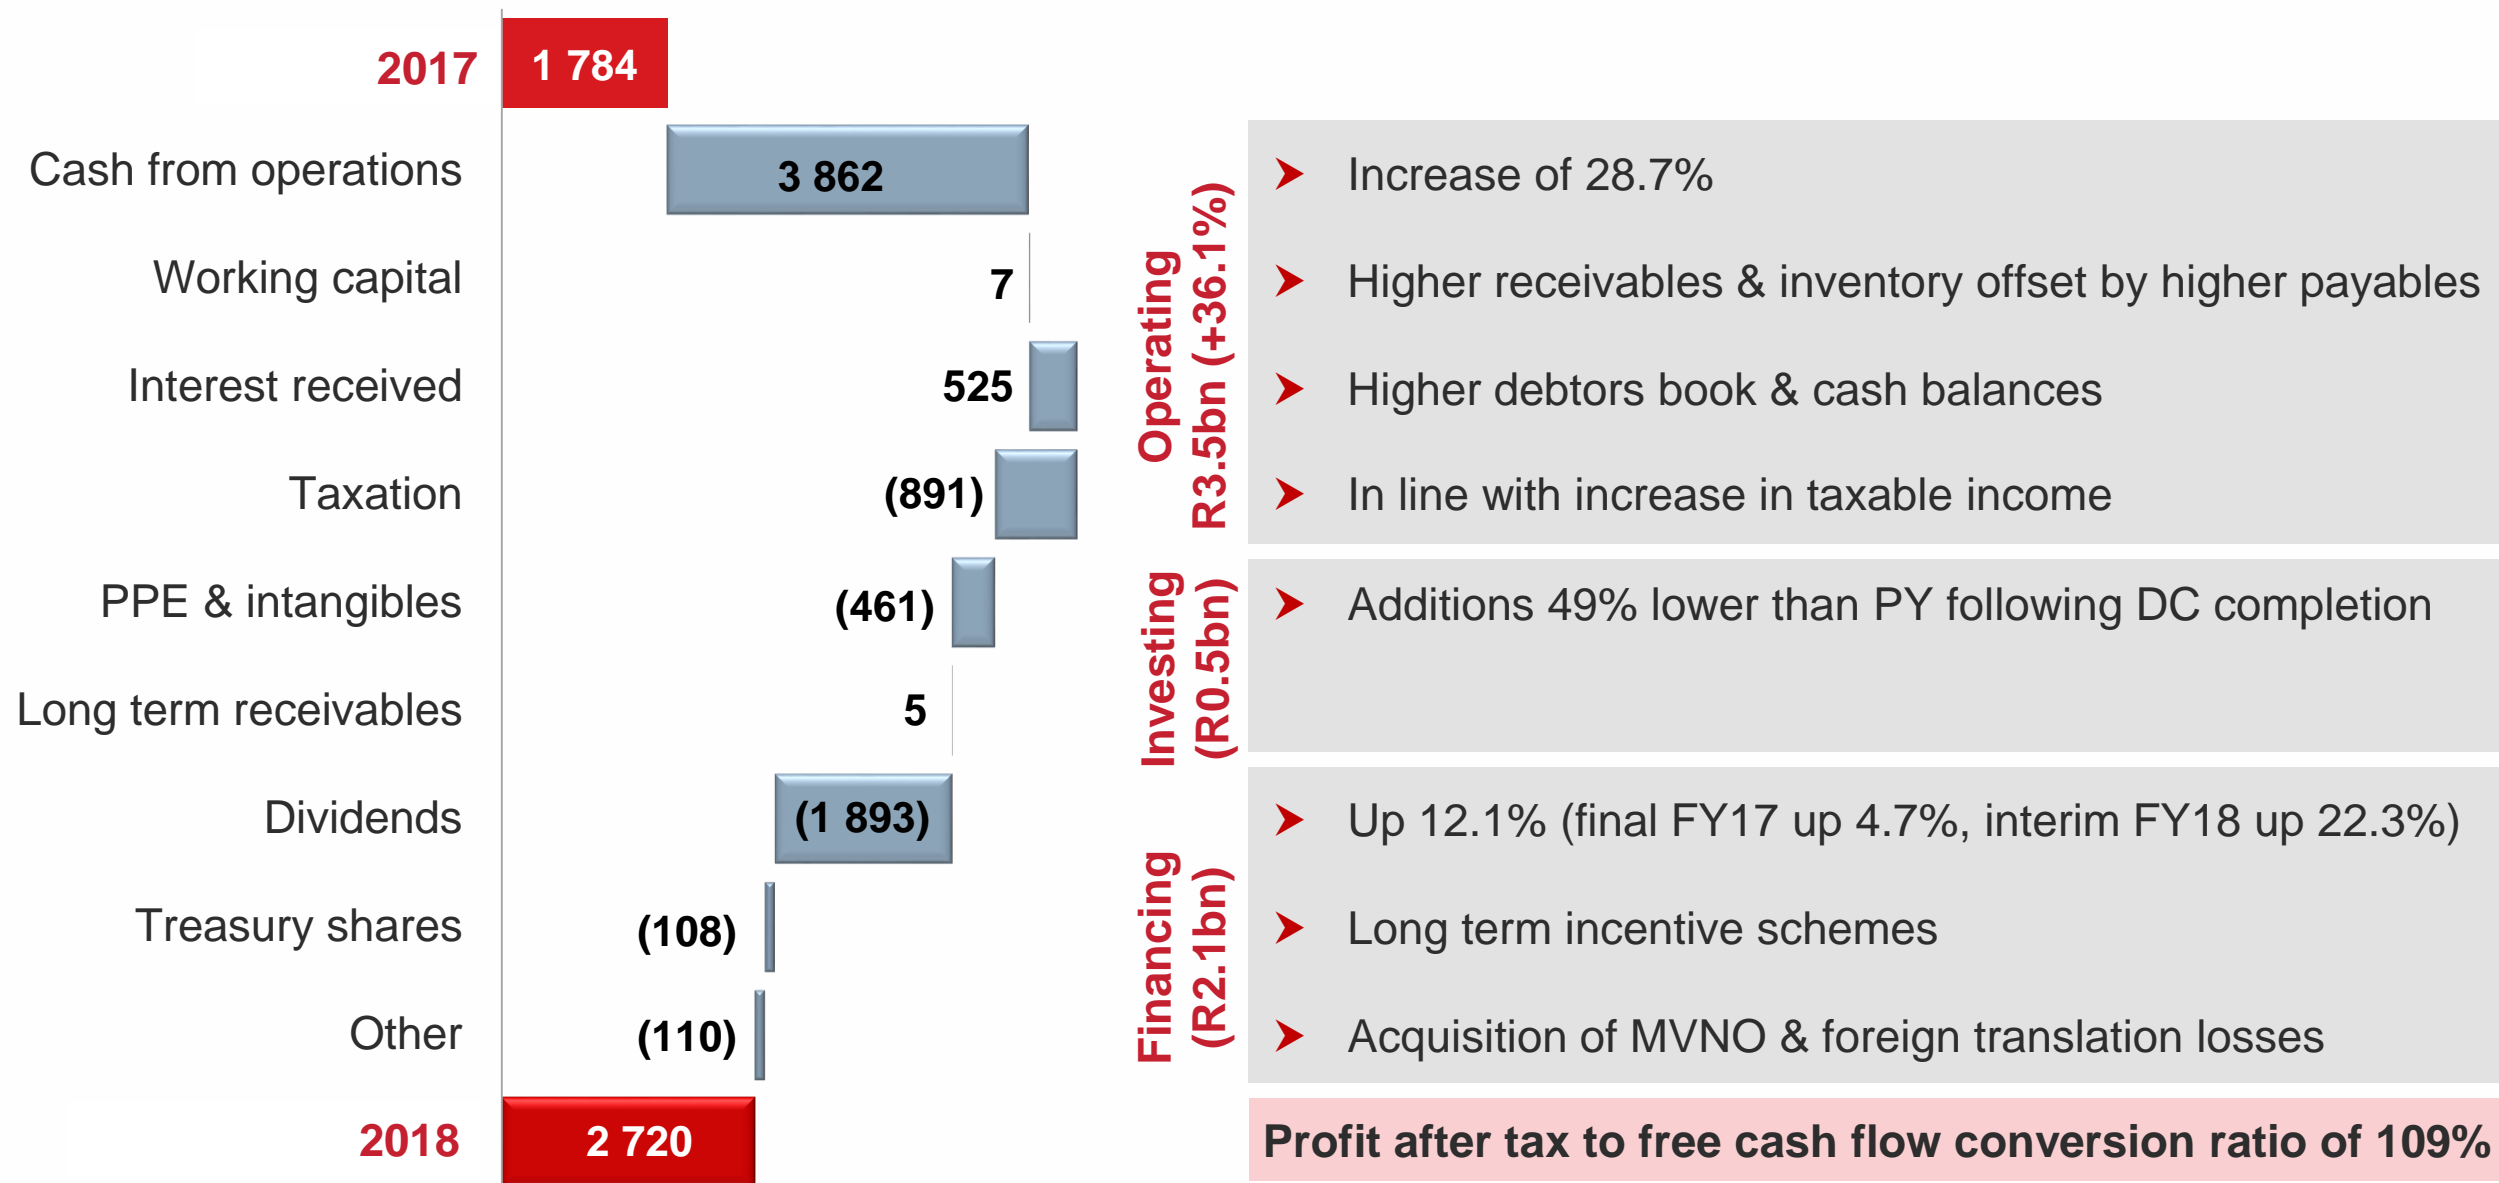 2017 1 784
Cash from operations 3 862
Working capital 7
Interest received 525
Taxation (891)
PPE & intangibles (461)
Long term receivables 5
Dividends (1 893)
Treasury shares (108)
Other (110)
2018 2 720
Operating
R3.5bn (+36.1%)
➤ Increase of 28.7%
➤ Higher receivables & inventory offset by higher payables
➤ Higher debtors book & cash balances
➤ In line with increase in taxable income
Investing
(R0.5bn)
➤ Additions 49% lower than PY following DC completion
Financing
(R2.1bn)
➤ Up 12.1% (final FY17 up 4.7%, interim FY18 up 22.3%)
➤ Long term incentive schemes
➤ Acquisition of MVNO & foreign translation losses
Profit after tax to free cash flow conversion ratio of 109%